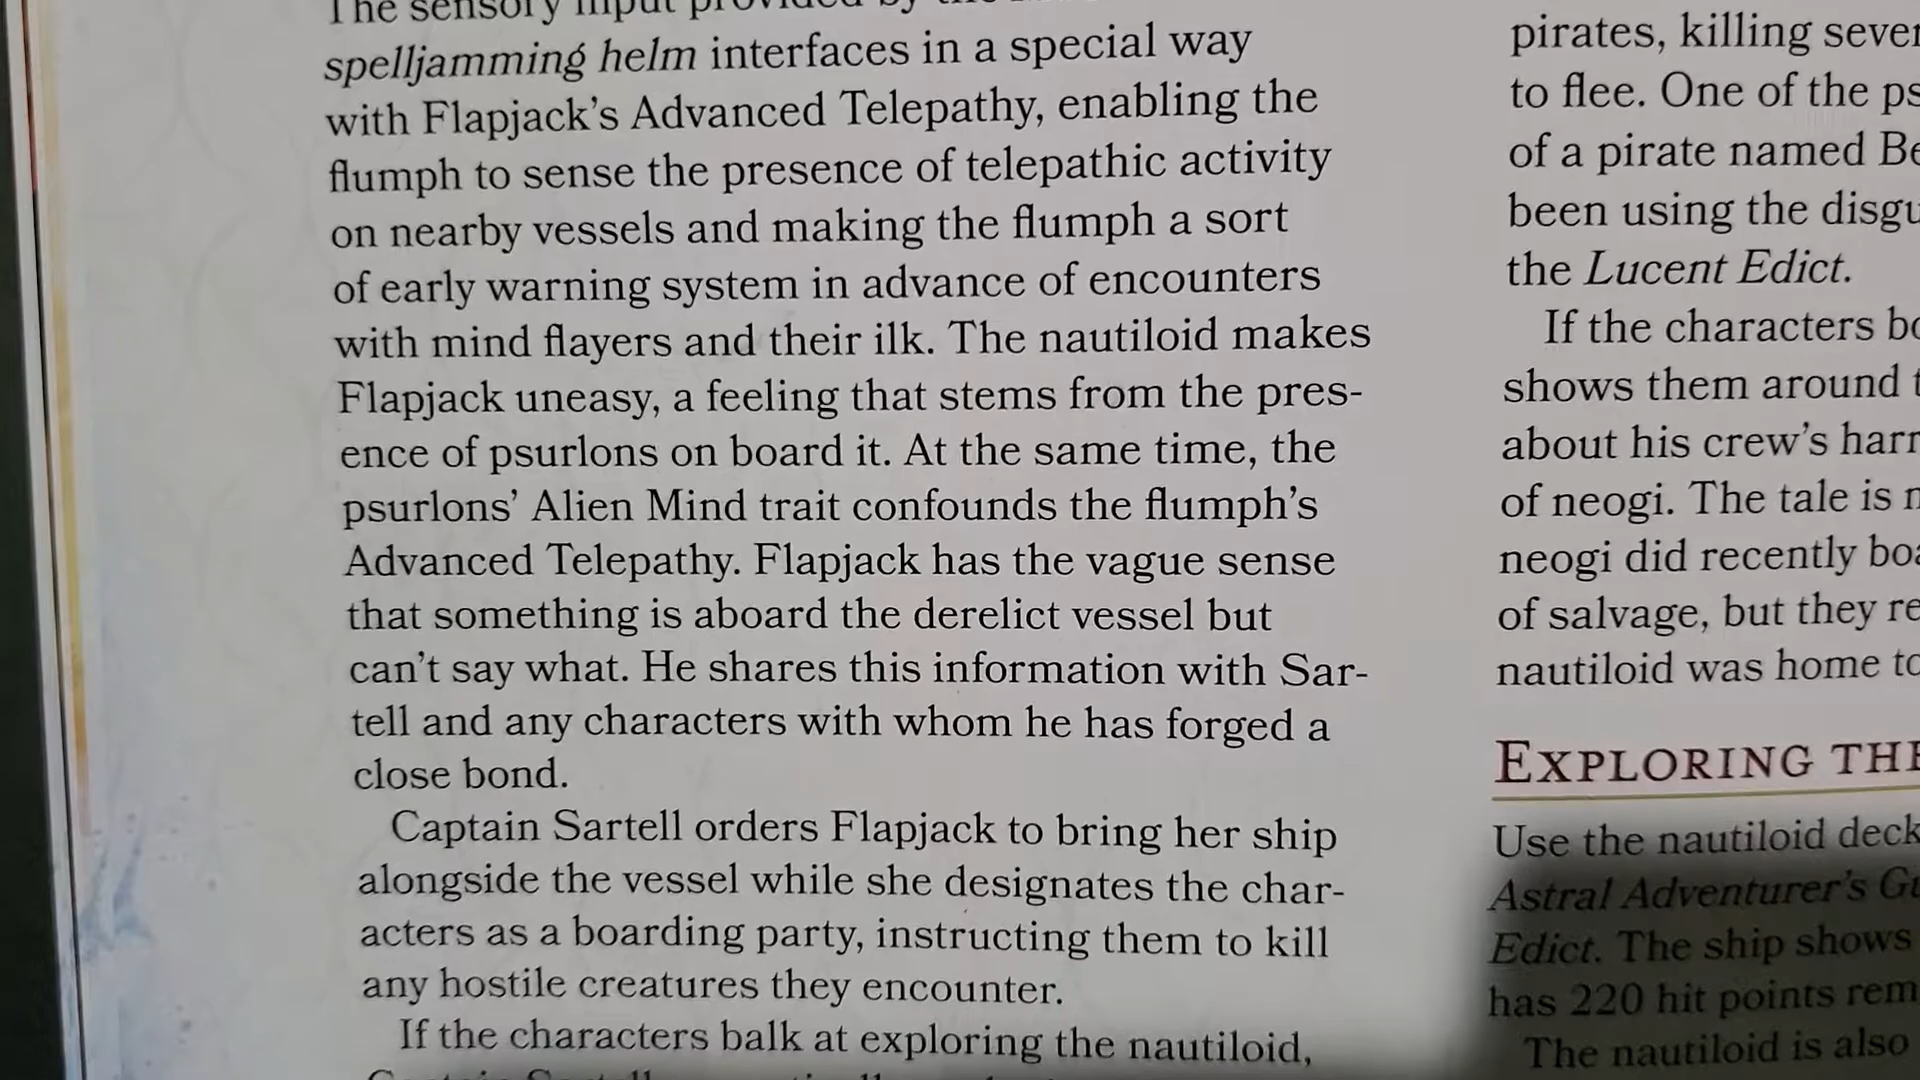 The sensory input provided by the
spelljamming helm interfaces in a special way
with Flapjack's Advanced Telepathy, enabling the
flumph to sense the presence of telepathic activity
on nearby vessels and making the flumph a sort
of early warning system in advance of encounters
with mind flayers and their ilk. The nautiloid makes
Flapjack uneasy, a feeling that stems from the pres-
ence of psurlons on board it. At the same time, the
psurlons' Alien Mind trait confounds the flumph's
Advanced Telepathy. Flapjack has the vague sense
that something is aboard the derelict vessel but
can't say what. He shares this information with Sar-
tell and any characters with whom he has forged a
close bond.
Captain Sartell orders Flapjack to bring her ship
alongside the vessel while she designates the char-
acters as a boarding party, instructing them to kill
any hostile creatures they encounter.
If the characters balk at exploring the nautiloid,
pirates, killing
to flee. One of the
of a pirate named
been using the
the Lucent Edict.
If the characters
shows them around
about his crew's
of neogi. The tale is
neogi did recently
of salvage, but they
nautiloid was home
EXPLORING THE
Use the nautiloid deck
Astral Adventurer's
Edict. The ship shows
has 220 hit points
The nautiloid is also